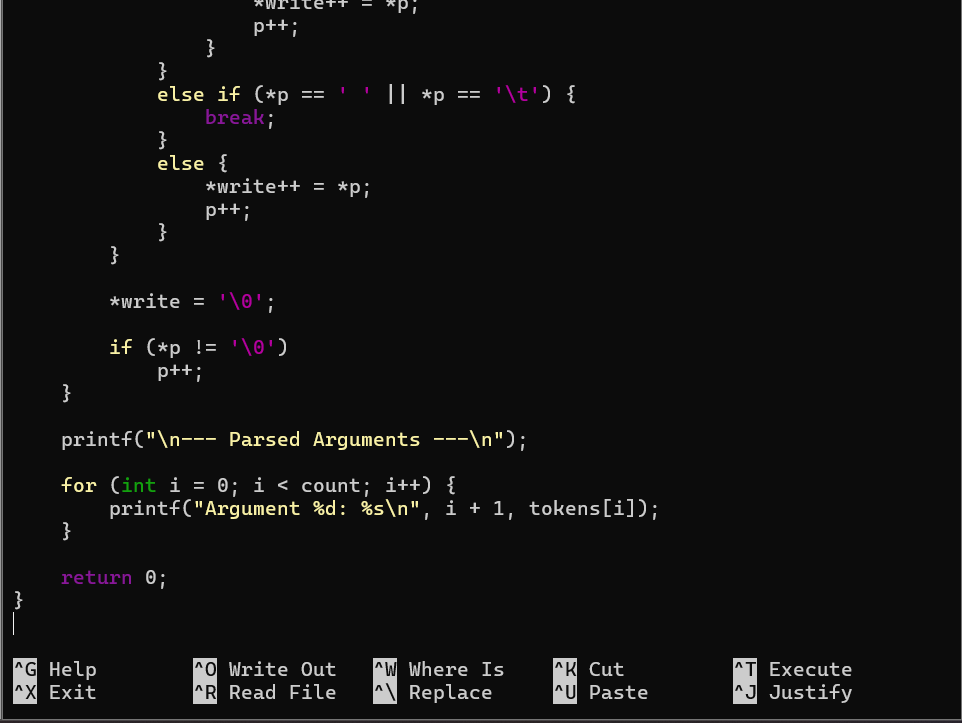 *write++ = *p;
                    p++;
                }
            }
            else if (*p == ' ' || *p == '\t') {
                break;
            }
            else {
                *write++ = *p;
                p++;
            }
        }

        *write = '\0';

        if (*p != '\0')
            p++;
    }

    printf("\n--- Parsed Arguments ---\n");

    for (int i = 0; i < count; i++) {
        printf("Argument %d: %s\n", i + 1, tokens[i]);
    }

    return 0;
}

^G Help ^O Write Out ^W Where Is ^K Cut ^T Execute
^X Exit ^R Read File ^\ Replace ^U Paste ^J Justify